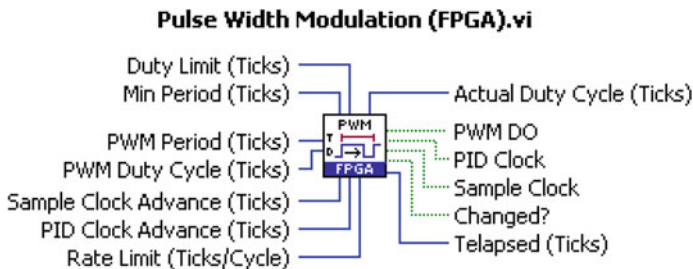 Pulse Width Modulation (FPGA).vi
Duty Limit (Ticks)
Min Period (Ticks)
PWM Period (Ticks)
PWM Duty Cycle (Ticks)
Sample Clock Advance (Ticks)
PID Clock Advance (Ticks)
Rate Limit (Ticks/Cycle)
PWM
T
D
FPGA
Actual Duty Cycle (Ticks)
PWM DO
PID Clock
Sample Clock
Changed?
Telapsed (Ticks)